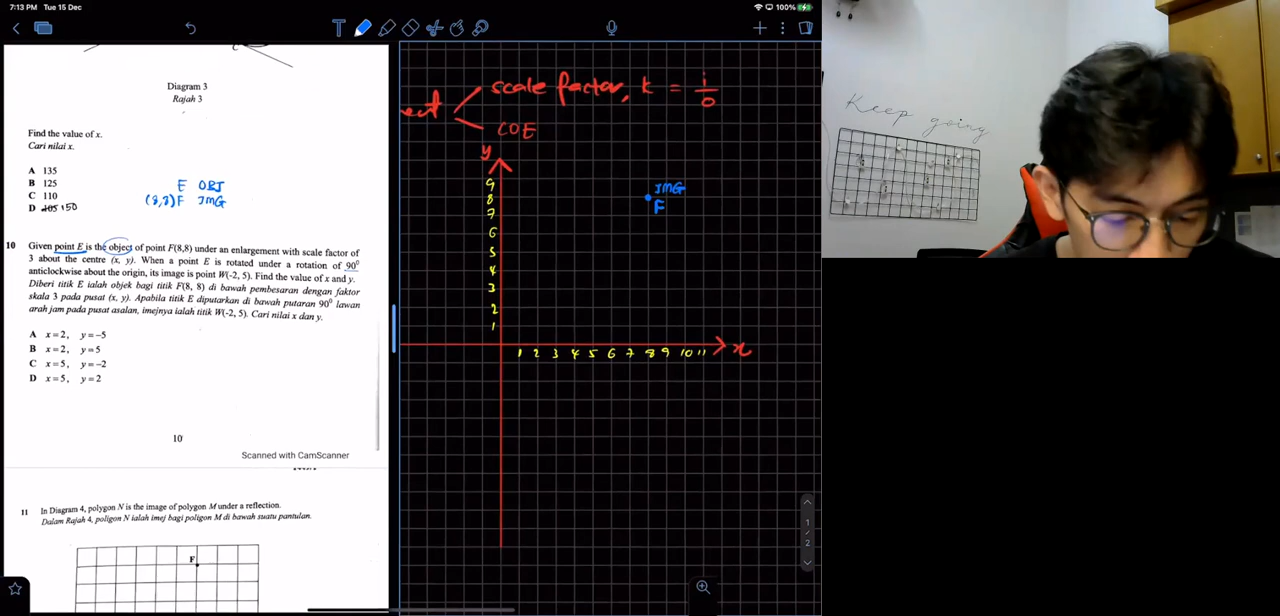 7:13 PM Tue 15 Dec
100%
Diagram 3
Rajah 3
Find the value of x.
Cari nilai x.
A 135
B 125
C 110
D 105 150
E OBJ
(8,8) F IMG
10 Given point E is the object of point F(8,8) under an enlargement with scale factor of
3 about the centre (x, y). When a point E is rotated under a rotation of 90°
anticlockwise about the origin, its image is point W(-2, 5). Find the value of x and y.
Diberi titik E ialah objek bagi titik F(8, 8) di bawah pembesaran dengan faktor
skala 3 pada pusat (x, y). Apabila titik E diputarkan di bawah putaran 90° lawan
arah jam pada pusat asalan, imejnya ialah titik W(-2, 5). Cari nilai x dan y.
A x=2, y=-5
B x=2, y=5
C x=5, y=-2
D x=5, y=2
10
Scanned with CamScanner
11 In Diagram 4, polygon N is the image of polygon M under a reflection.
Dalam Rajah 4, poligon N ialah imej bagi poligon M di bawah suatu pantulan.
F
ect
scale factor, k = i/o
COE
y
9
8
7
6
5
4
3
2
1
1 2 3 4 5 6 7 8 9 10 11
x
IMG
F
1
2
Keep going